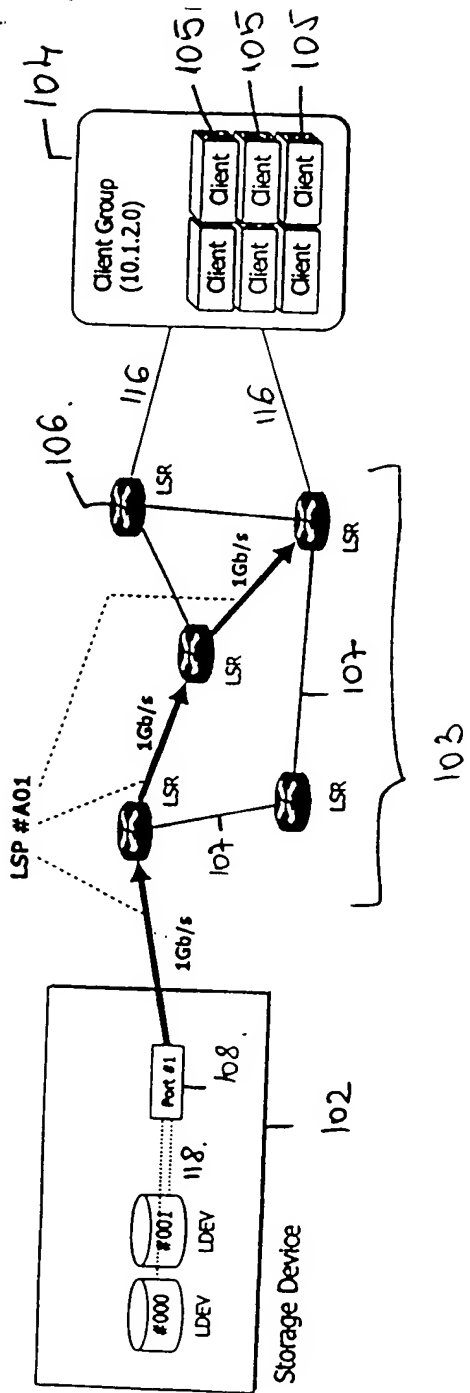 LSP #A01
Storage Device
#000
#001
LDEV
LDEV
118.
Port #1
108.
102
1Gb/s
1Gb/s
1Gb/s
LSR
LSR
LSR
LSR
LSR
106.
107
107
103
116
116
104
Client Group
(10.1.2.0)
Client
Client
Client
Client
Client
Client
105
105
105